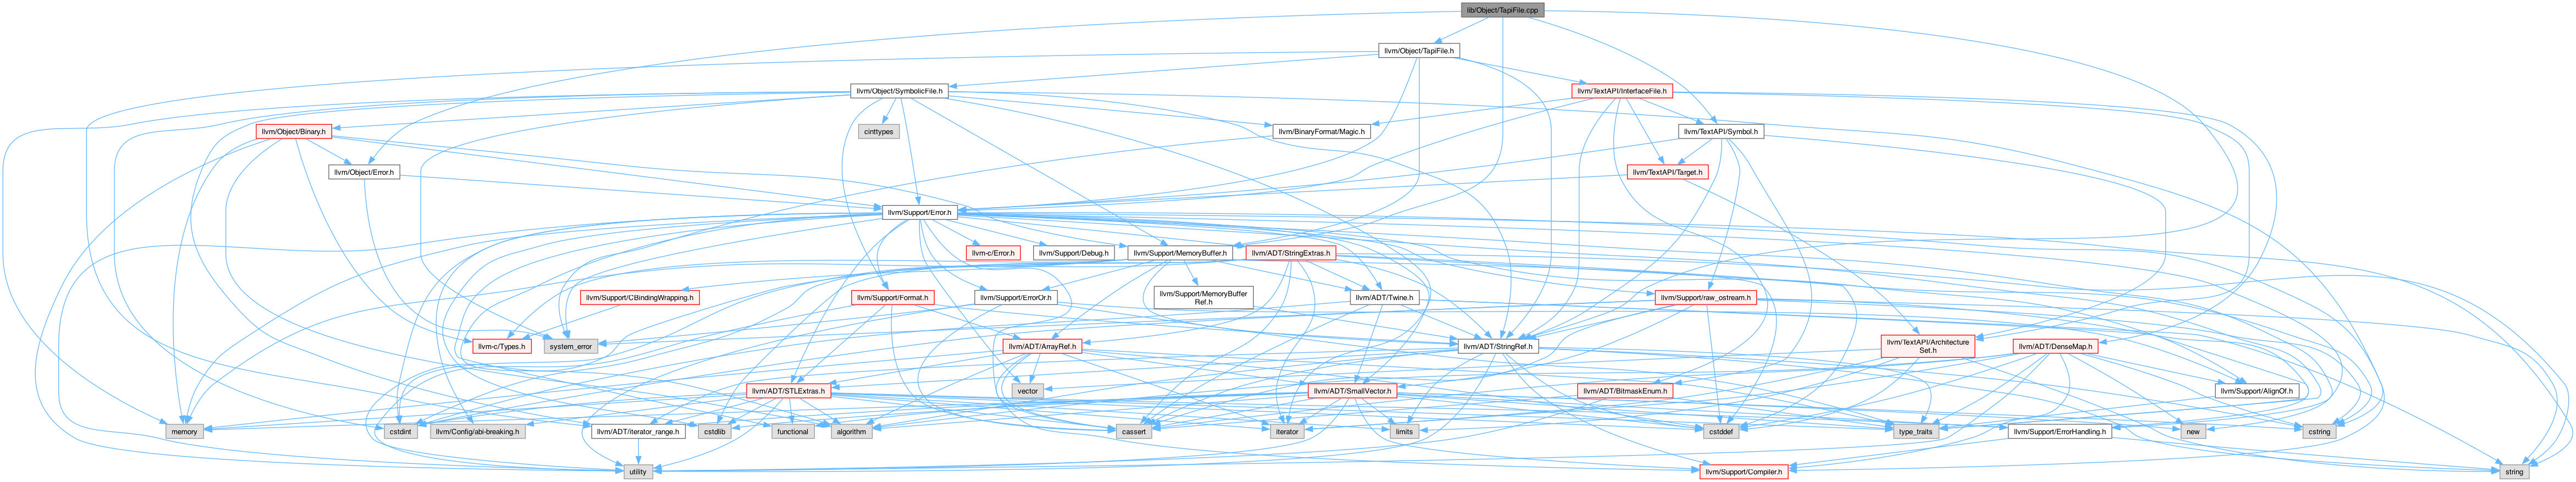 lib/Object/TapiFile.cpp
llvm/Object/TapiFile.h
llvm/Object/SymbolicFile.h
llvm/TextAPI/InterfaceFile.h
llvm/Object/Binary.h
cinttypes
llvm/BinaryFormat/Magic.h
llvm/TextAPI/Symbol.h
llvm/Object/Error.h
llvm/TextAPI/Target.h
llvm/Support/Error.h
llvm-c/Error.h
llvm/Support/Debug.h
llvm/Support/MemoryBuffer.h
llvm/ADT/StringExtras.h
llvm/Support/CBindingWrapping.h
llvm/Support/Format.h
llvm/Support/ErrorOr.h
llvm/Support/MemoryBuffer
Ref.h
llvm/ADT/Twine.h
llvm/Support/raw_ostream.h
llvm-c/Types.h
system_error
llvm/ADT/ArrayRef.h
llvm/ADT/StringRef.h
llvm/TextAPI/Architecture
Set.h
llvm/ADT/DenseMap.h
llvm/ADT/STLExtras.h
vector
llvm/ADT/SmallVector.h
llvm/ADT/BitmaskEnum.h
llvm/Support/AlignOf.h
memory
cstdint
llvm/Config/abi-breaking.h
llvm/ADT/iterator_range.h
cstdlib
functional
algorithm
cassert
iterator
limits
cstddef
type_traits
llvm/Support/ErrorHandling.h
new
cstring
utility
llvm/Support/Compiler.h
string